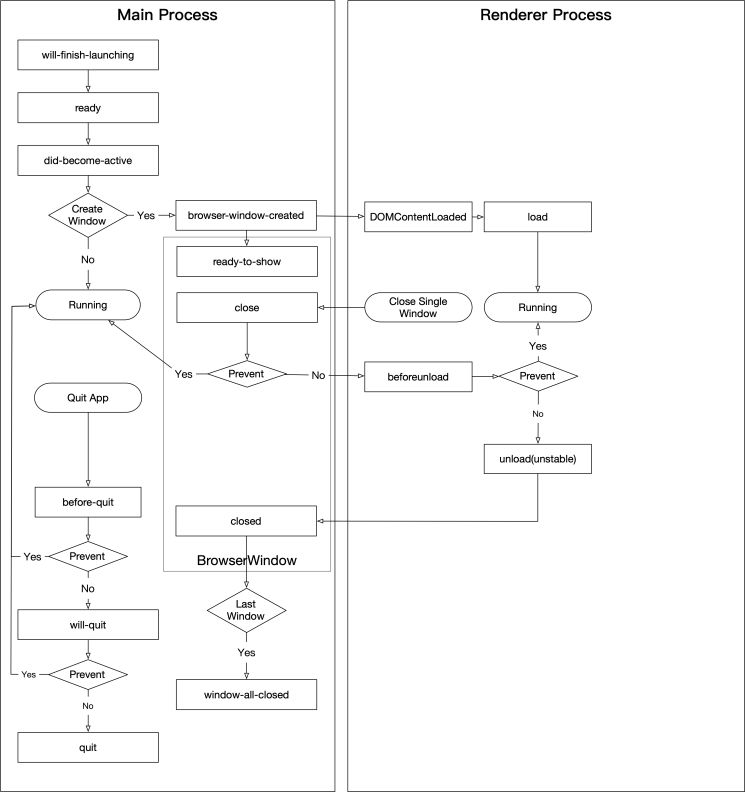 Main Process
Renderer Process
will-finish-launching
ready
did-become-active
Create
Window
Yes
browser-window-created
DOMContentLoaded
load
No
ready-to-show
Running
close
Close Single
Window
Running
Yes
Yes
Prevent
No
beforeunload
Prevent
Quit App
No
unload(unstable)
before-quit
closed
Yes
Prevent
BrowserWindow
No
Last
Window
will-quit
Yes
Yes
Prevent
window-all-closed
No
quit